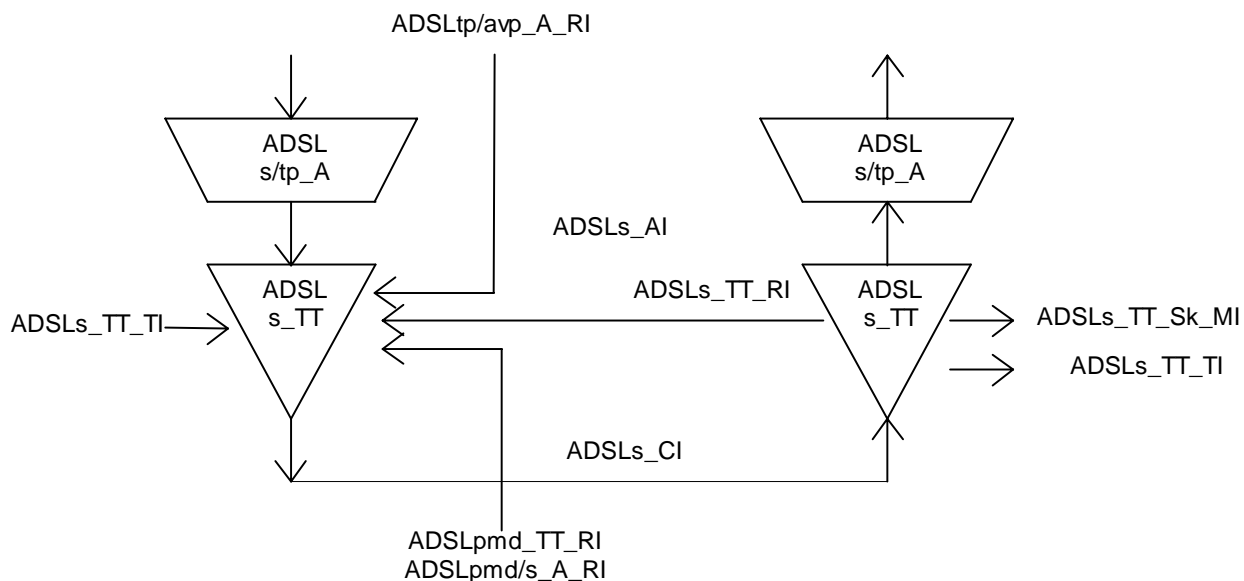 ADSLtp/avp_A_RI
ADSL
s/tp_A
ADSL
s/tp_A
ADSLs_AI
ADSL
s_TT
ADSLs_TT_RI
ADSL
s_TT
ADSLs_TT_TI
ADSLs_TT_Sk_MI
ADSLs_TT_TI
ADSLs_CI
ADSLpmd_TT_RI
ADSLpmd/s_A_RI